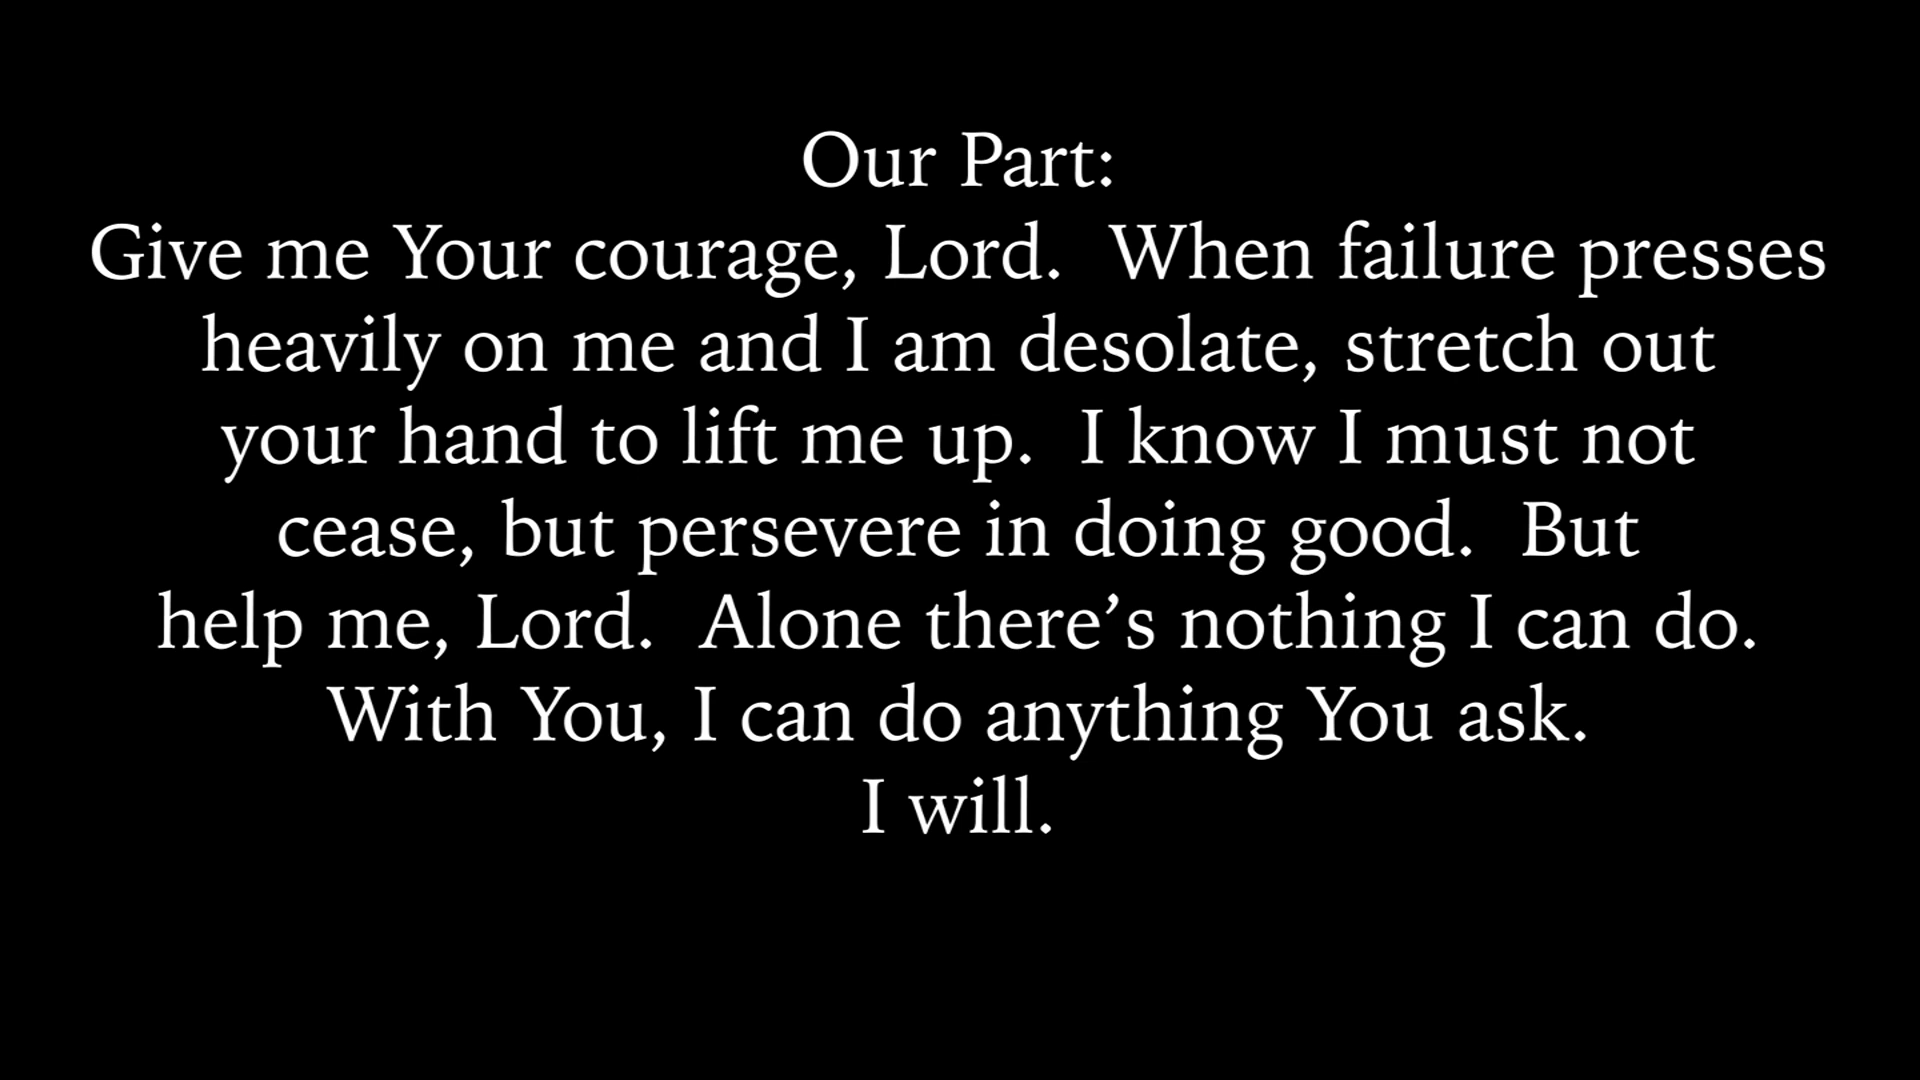 Our Part:
Give me Your courage, Lord.  When failure presses
heavily on me and I am desolate, stretch out
your hand to lift me up.  I know I must not
cease, but persevere in doing good.  But
help me, Lord.  Alone there’s nothing I can do.
With You, I can do anything You ask.
I will.